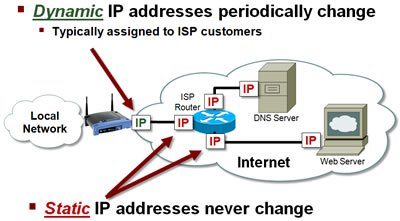 Dynamic IP addresses periodically change
Typically assigned to ISP customers
Local
Network
IP
ISP
Router
IP
IP
IP
IP
DNS Server
IP
Web Server
Internet
Static IP addresses never change